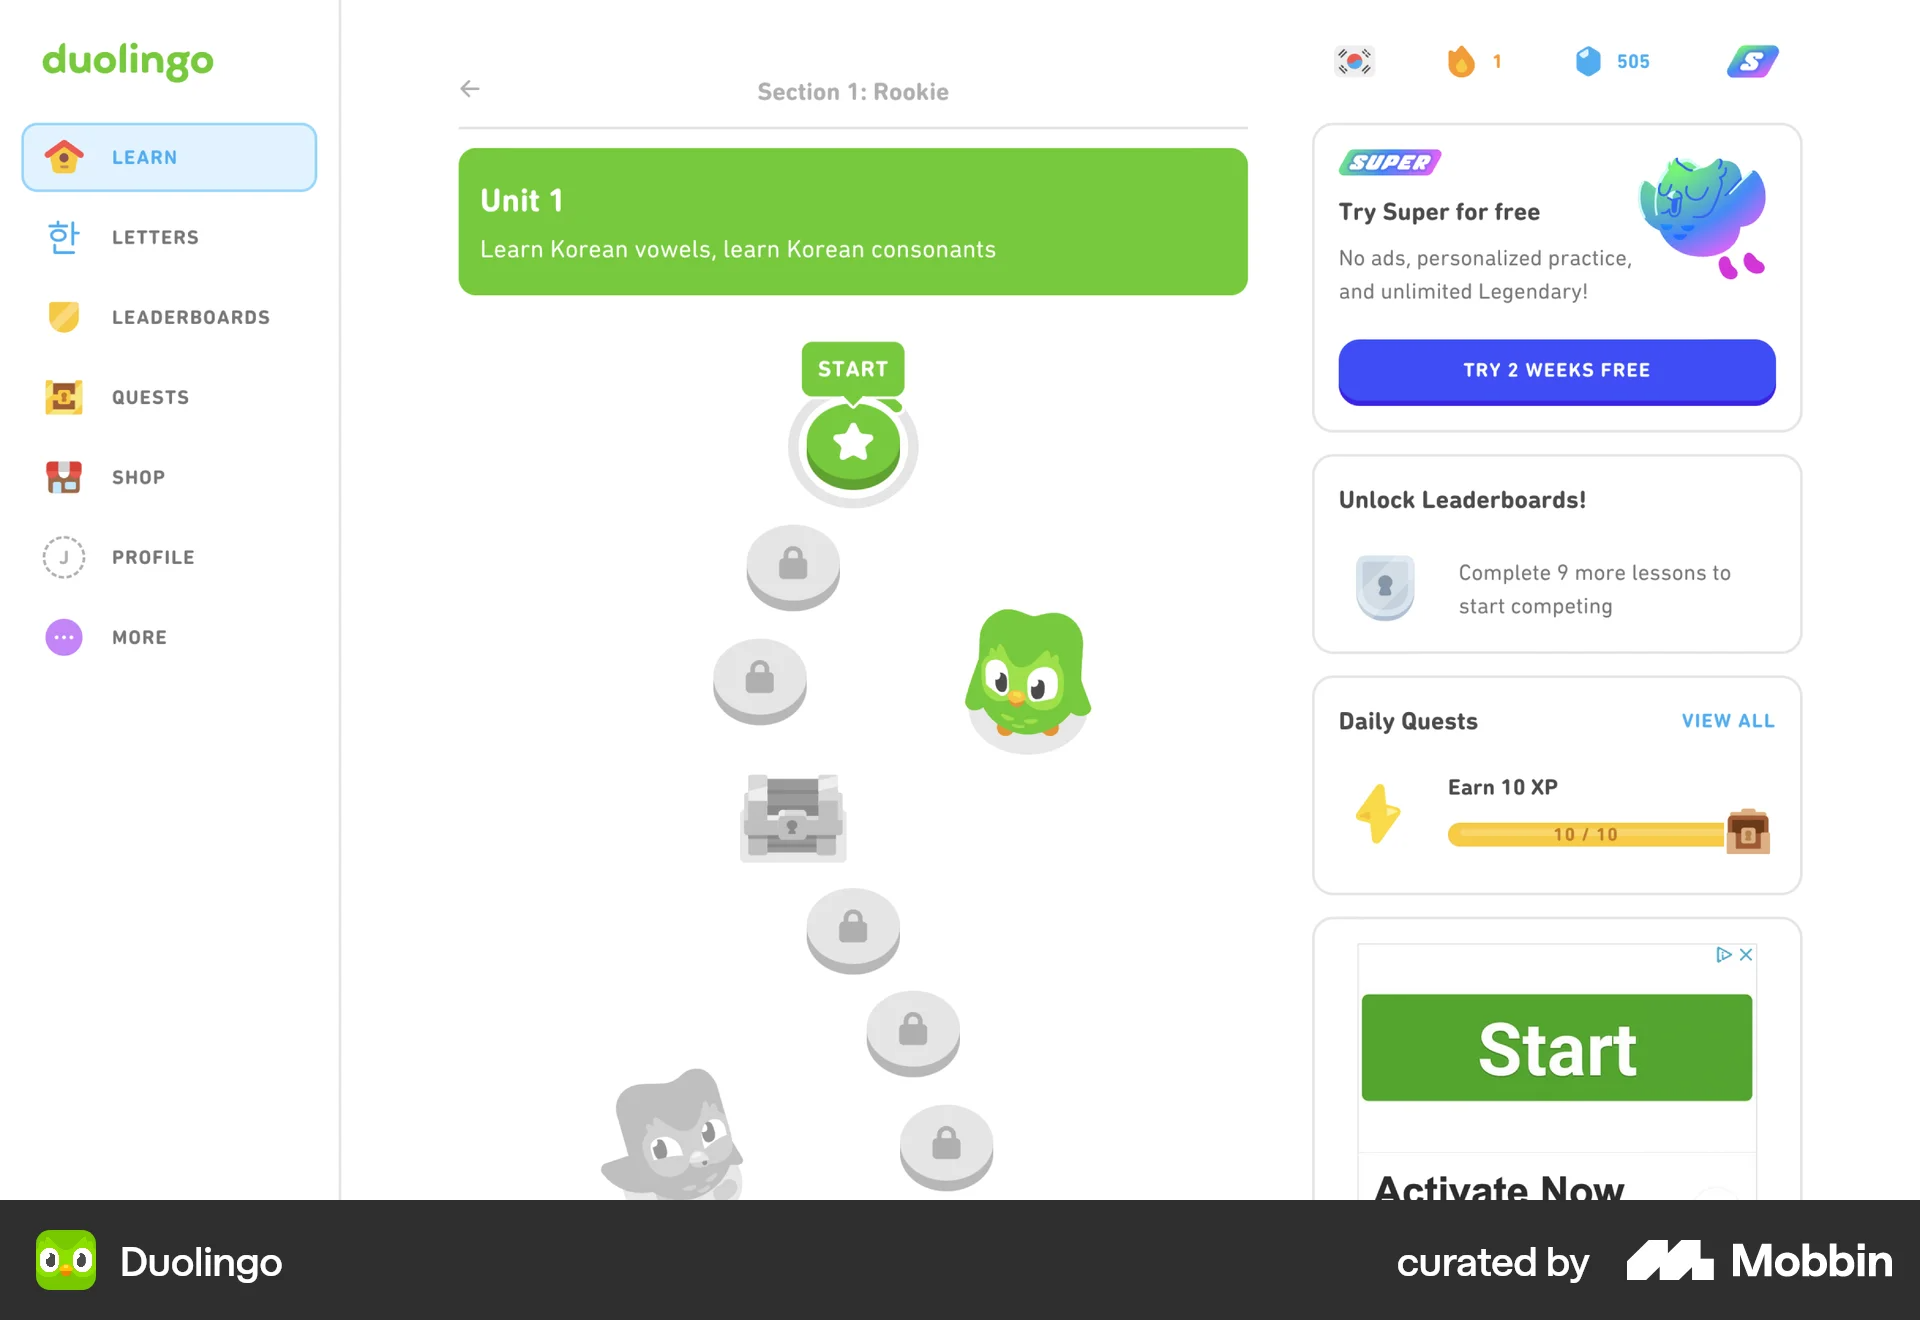 duolingo
LEARN
한
LETTERS
LEADERBOARDS
QUESTS
SHOP
J
PROFILE
MORE
Section 1: Rookie
Unit 1
Learn Korean vowels, learn Korean consonants
START
1
505
S
SUPER
Try Super for free
No ads, personalized practice,
and unlimited Legendary!
TRY 2 WEEKS FREE
Unlock Leaderboards!
Complete 9 more lessons to
start competing
Daily Quests
VIEW ALL
Earn 10 XP
10 / 10
Start
Activate Now
Duolingo
curated by
Mobbin